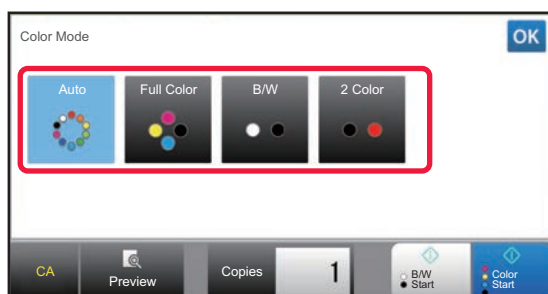 Color Mode
OK
Auto
Full Color
B/W
2 Color
CA
Preview
Copies
1
B/W
Start
Color
Start